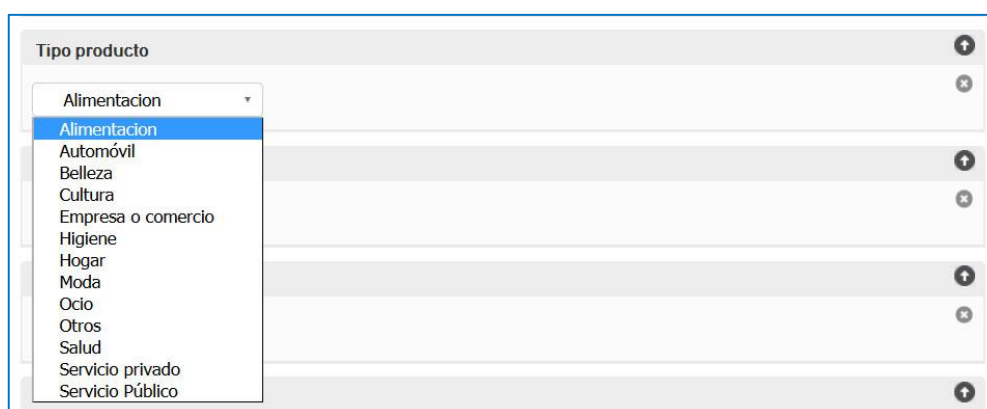 Tipo producto
Alimentacion
Alimentacion
Automóvil
Belleza
Cultura
Empresa o comercio
Higiene
Hogar
Moda
Ocio
Otros
Salud
Servicio privado
Servicio Público